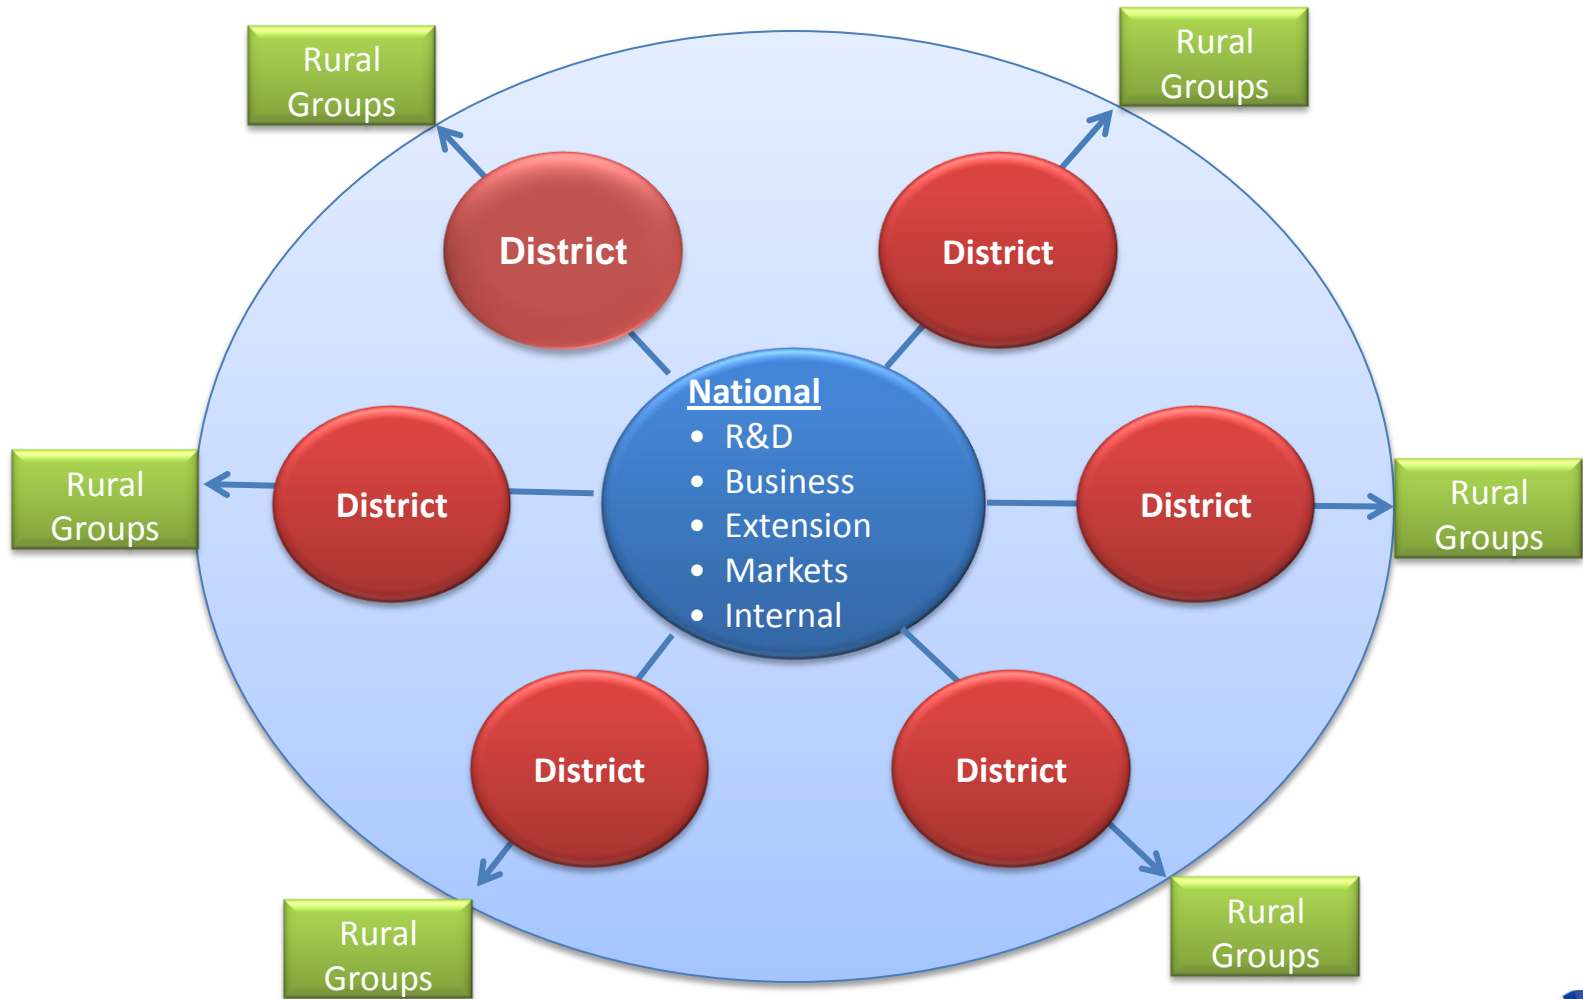 Rural
Groups
Rural
Groups
District
District
National
• R&D
• Business
• Extension
• Markets
• Internal
Rural
Groups
District
District
Rural
Groups
District
District
Rural
Groups
Rural
Groups